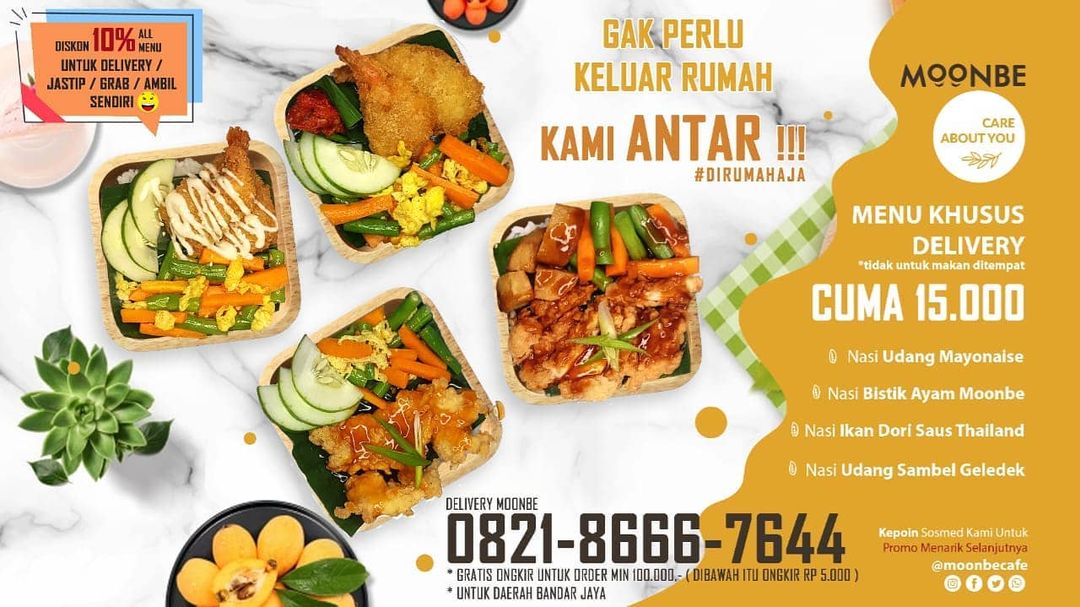 DISKON 10% ALL MENU
UNTUK DELIVERY /
JASTIP / GRAB / AMBIL
SENDIRI
GAK PERLU
KELUAR RUMAH
KAMI ANTAR !!!
#DIRUMAHAJA
MOONBE
CARE
ABOUT YOU
MENU KHUSUS
DELIVERY
*tidak untuk makan ditempat
CUMA 15.000
Nasi Udang Mayonaise
Nasi Bistik Ayam Moonbe
Nasi Ikan Dori Saus Thailand
Nasi Udang Sambel Geledek
DELIVERY MOONBE
0821-8666-7644
* GRATIS ONGKIR UNTUK ORDER MIN 100.000,- ( DIBAWAH ITU ONGKIR RP 5.000 )
* UNTUK DAERAH BANDAR JAYA
Kepoin Sosmed Kami Untuk
Promo Menarik Selanjutnya
@moonbecafe